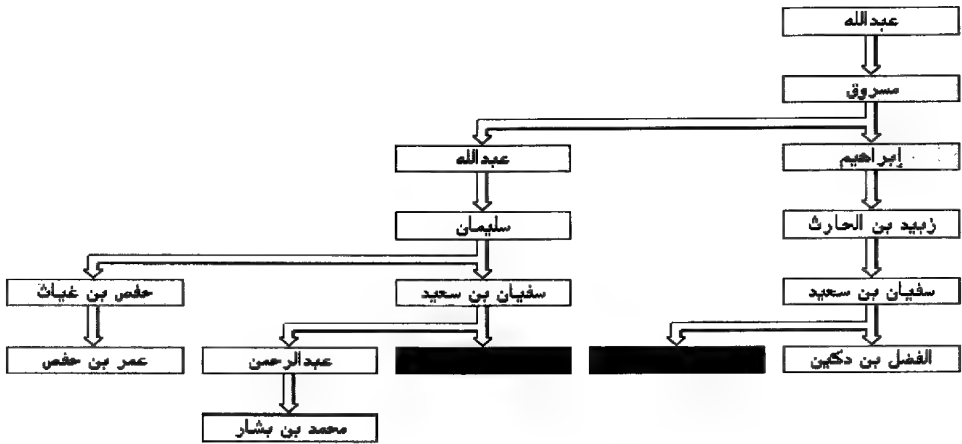 عبدالله
مسروق
إبراهيم
عبدالله
زبيد بن الحارث
سليمان
سفيان بن سعيد
سفيان بن سعيد
حفص بن غياث
الفضل بن دكين
عبدالرحمن
عمر بن حفص
محمد بن بشار